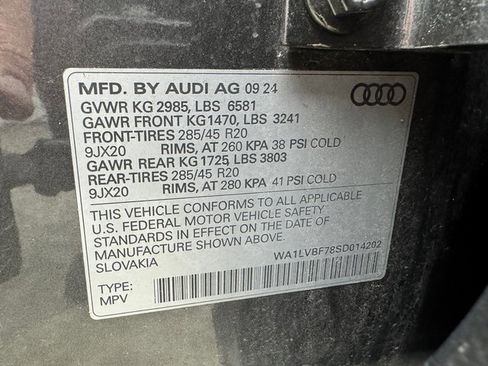 MFD. BY AUDI AG 09 24
GVWR KG 2985, LBS 6581
GAWR FRONT KG1470, LBS 3241
FRONT-TIRES 285/45 R20
9JX20 RIMS, AT 260 KPA 38 PSI COLD
GAWR REAR KG 1725, LBS 3803
REAR-TIRES 285/45 R20
9JX20 RIMS, AT 280 KPA 41 PSI COLD
THIS VEHICLE CONFORMS TO ALL APPLICABLE
U.S. FEDERAL MOTOR VEHICLE SAFETY
STANDARDS IN EFFECT ON THE DATE OF
MANUFACTURE SHOWN ABOVE.
SLOVAKIA
WA1LVBF78SD014202
TYPE:
MPV